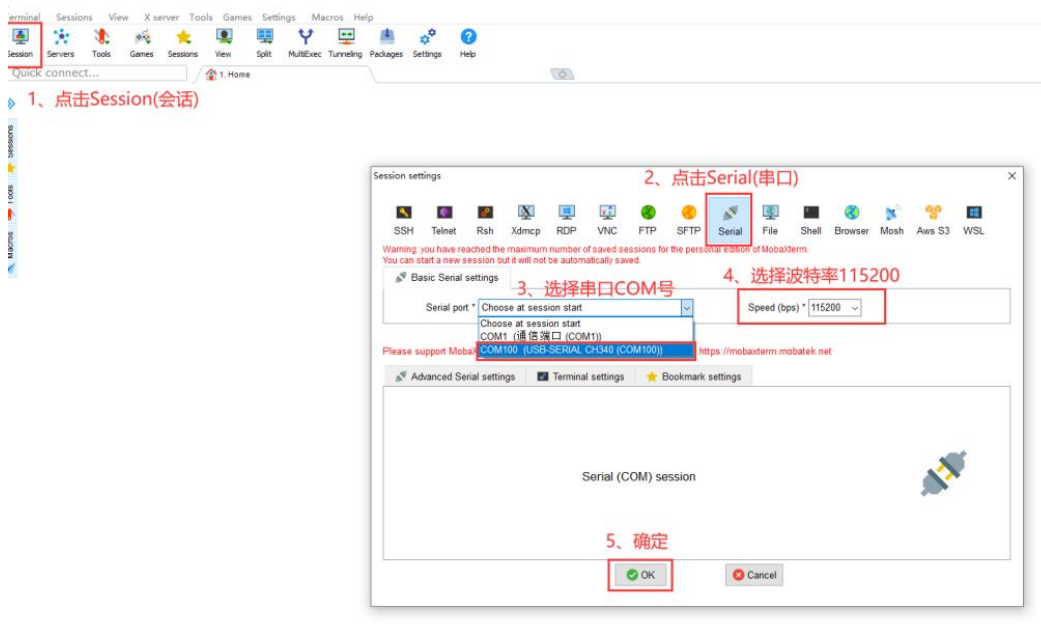 Terminal Sessions View X server Tools Games Settings Macros Help
Session Servers Tools Games Sessions View Split MultiExec Tunneling Packages Settings Help
Quick connect...
1. Home
1、点击Session(会话)
Sessions
Tools
Macros
Session settings
2、点击Serial(串口)
SSH Telnet Rsh Xdmcp RDP VNC FTP SFTP Serial File Shell Browser Mosh Aws S3 WSL
Warning: you have reached the maximum number of saved sessions for the personal edition of MobaXterm.
You can start a new session but it will not be automatically saved.
Basic Serial settings
3、选择串口COM号
4、选择波特率115200
Serial port * Choose at session start
Speed (bps) * 115200
Choose at session start
COM1 (通信端口 (COM1))
COM100 (USB-SERIAL CH340 (COM100))
Please support Moba
https://mobaxterm.mobatek.net
Advanced Serial settings
Terminal settings
Bookmark settings
Serial (COM) session
5、确定
OK
Cancel